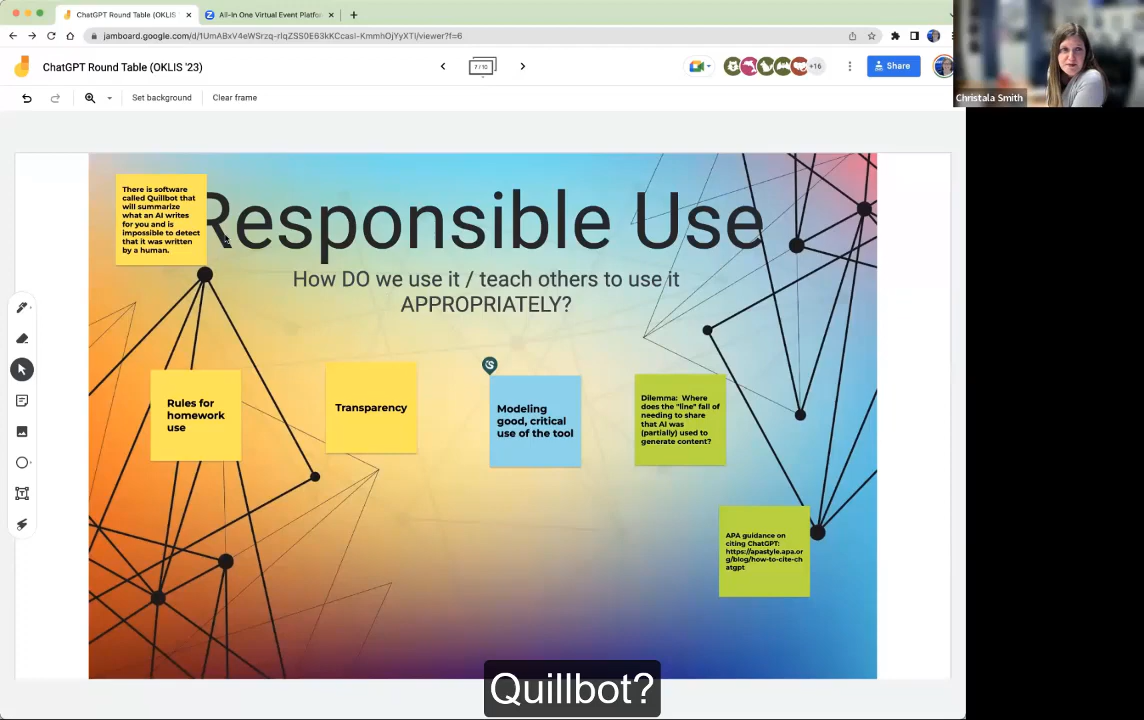 ChatGPT Round Table (OKLIS
All-In One Virtual Event Platfo
jamboard.google.com/d/1UmABxV4eWSrzq-rIqZSS0E63kKCcasI-KmmhOjYyXTI/viewer?f=6
ChatGPT Round Table (OKLIS '23)
7 / 10
+16
Share
Set background
Clear frame
Christala Smith
There is software
called Quillbot that
will summarize
what an AI writes
for you and is
impossible to detect
that it was written
by a human.
Responsible Use
How DO we use it / teach others to use it
APPROPRIATELY?
Rules for
homework
use
Transparency
Modeling
good, critical
use of the tool
Dilemma: Where
does the "line" fall of
needing to share
that AI was
(partially) used to
generate content?
APA guidance on
citing ChatGPT:
https://apastyle.apa.or
g/blog/how-to-cite-ch
atgpt
Quillbot?